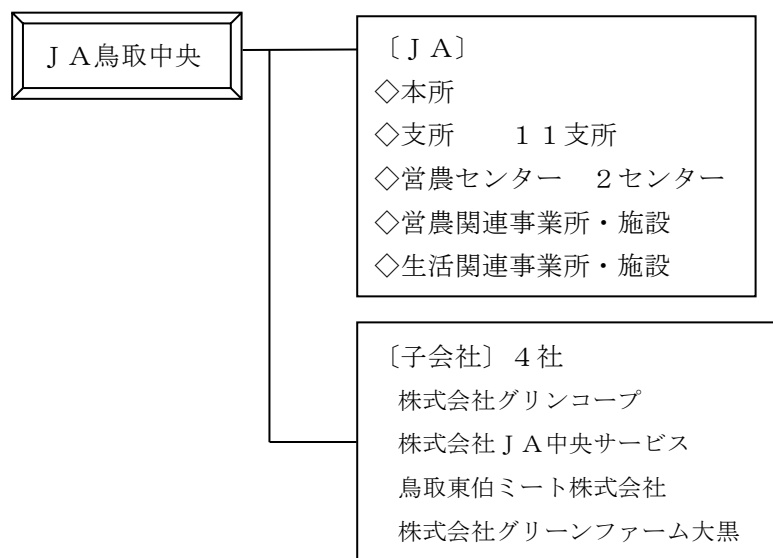 ＪＡ鳥取中央
〔ＪＡ〕
◇本所
◇支所　　１１支所
◇営農センター　２センター
◇営農関連事業所・施設
◇生活関連事業所・施設
〔子会社〕４社
株式会社グリンコープ
株式会社ＪＡ中央サービス
鳥取東伯ミート株式会社
株式会社グリーンファーム大黒